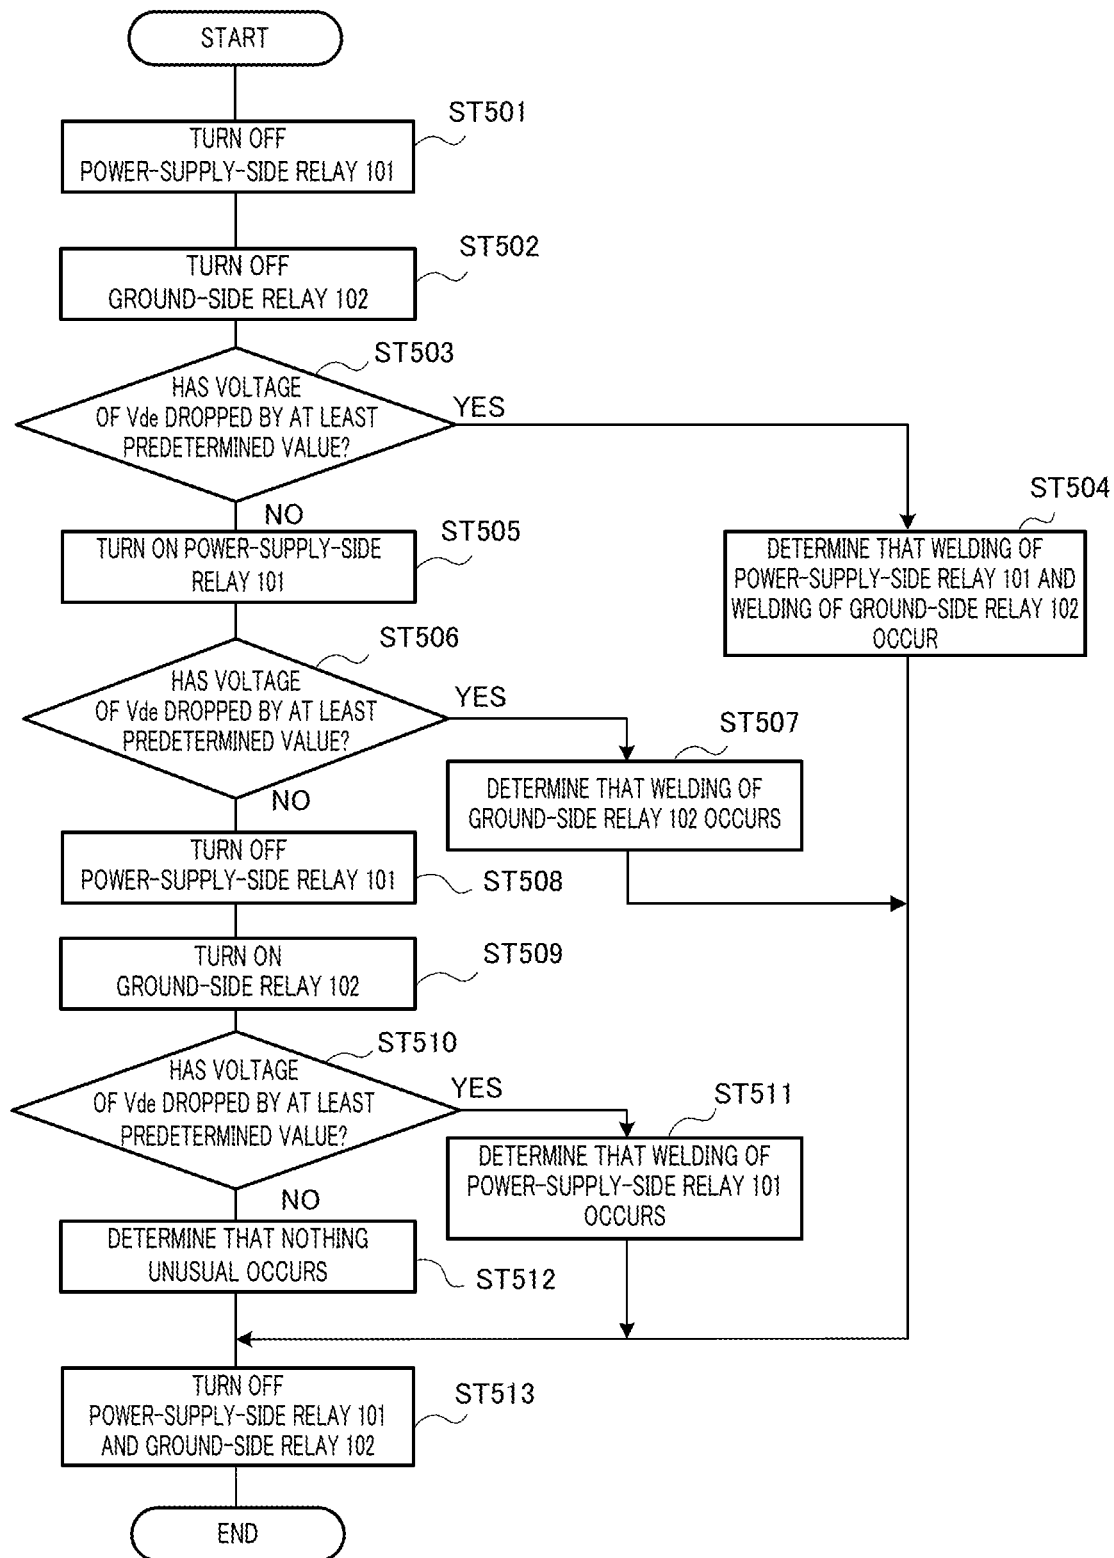 START
ST501
TURN OFF
POWER-SUPPLY-SIDE RELAY 101
ST502
TURN OFF
GROUND-SIDE RELAY 102
ST503
HAS VOLTAGE
OF Vde DROPPED BY AT LEAST
PREDETERMINED VALUE?
YES
NO
ST504
DETERMINE THAT WELDING OF
POWER-SUPPLY-SIDE RELAY 101 AND
WELDING OF GROUND-SIDE RELAY 102
OCCUR
ST505
TURN ON POWER-SUPPLY-SIDE
RELAY 101
ST506
HAS VOLTAGE
OF Vde DROPPED BY AT LEAST
PREDETERMINED VALUE?
YES
NO
ST507
DETERMINE THAT WELDING OF
GROUND-SIDE RELAY 102 OCCURS
TURN OFF
POWER-SUPPLY-SIDE RELAY 101
ST508
TURN ON
GROUND-SIDE RELAY 102
ST509
ST510
HAS VOLTAGE
OF Vde DROPPED BY AT LEAST
PREDETERMINED VALUE?
YES
NO
ST511
DETERMINE THAT WELDING OF
POWER-SUPPLY-SIDE RELAY 101
OCCURS
DETERMINE THAT NOTHING
UNUSUAL OCCURS
ST512
TURN OFF
POWER-SUPPLY-SIDE RELAY 101
AND GROUND-SIDE RELAY 102
ST513
END